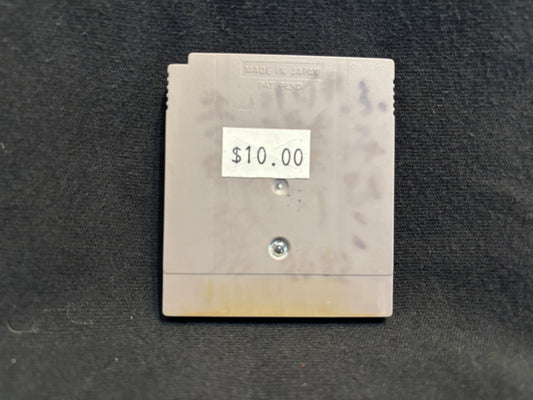 MADE IN JAPAN
PAT. PEND
$10.00